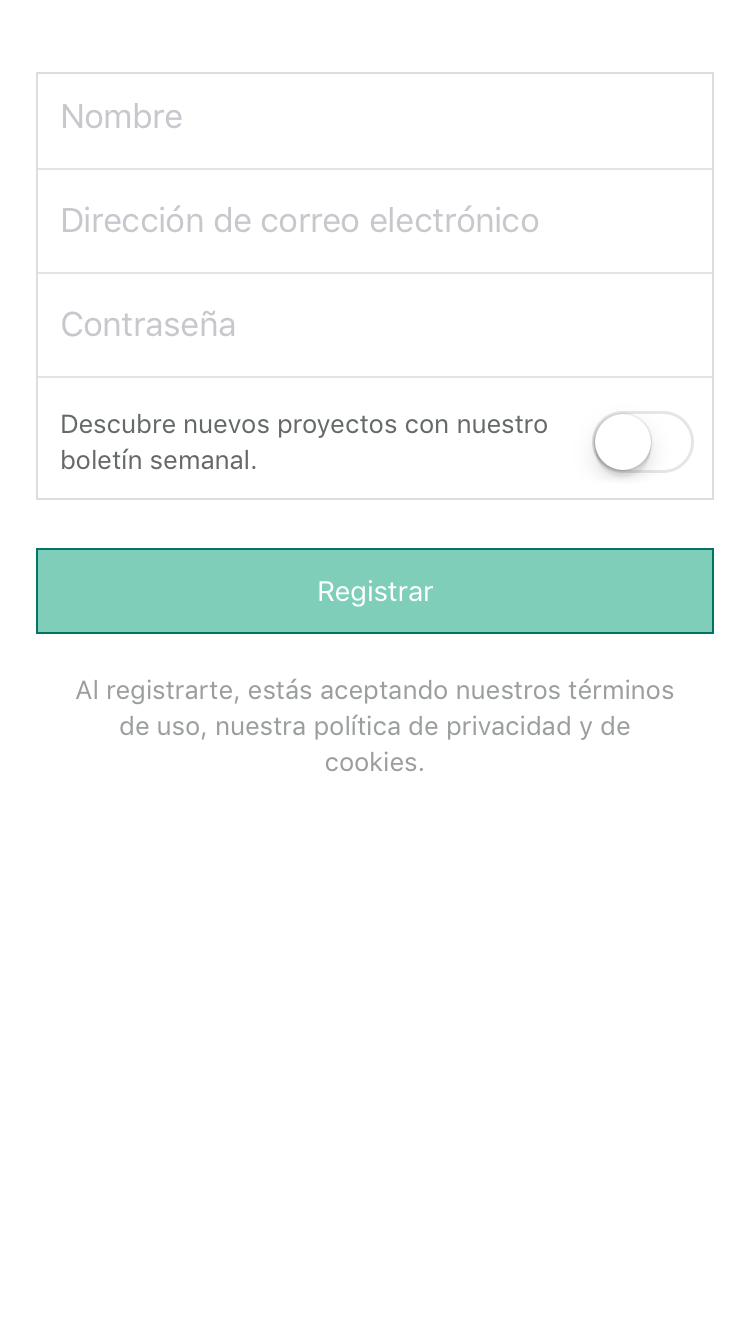 Nombre
Dirección de correo electrónico
Contraseña
Descubre nuevos proyectos con nuestro
boletín semanal.
Registrar
Al registrarte, estás aceptando nuestros términos
de uso, nuestra política de privacidad y de
cookies.